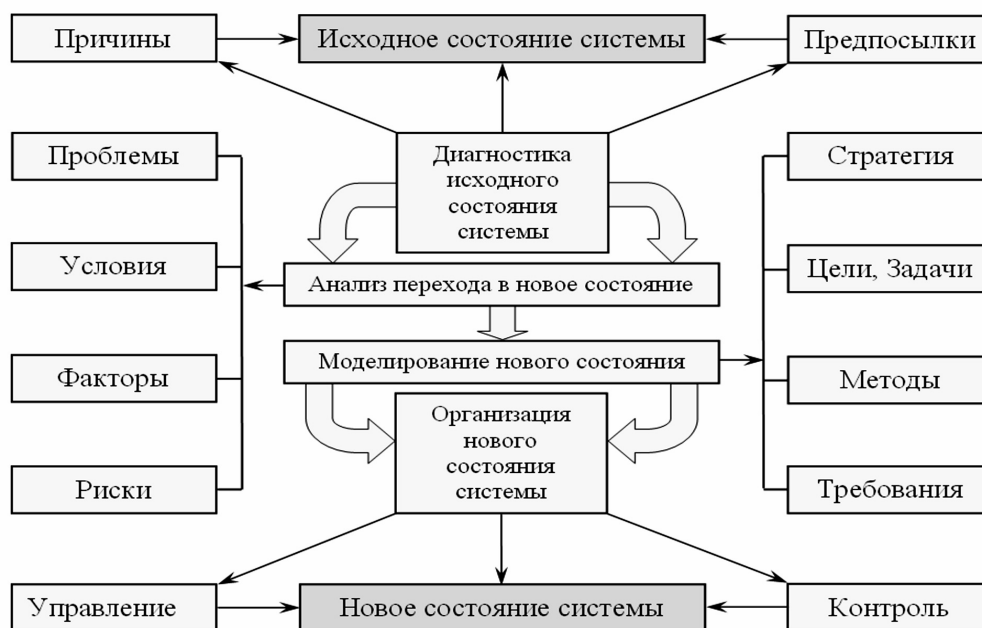 Причины
Исходное состояние системы
Предпосылки
Проблемы
Диагностика
исходного
состояния
системы
Стратегия
Условия
Анализ перехода в новое состояние
Цели, Задачи
Моделирование нового состояния
Факторы
Организация
нового
состояния
системы
Методы
Риски
Требования
Управление
Новое состояние системы
Контроль